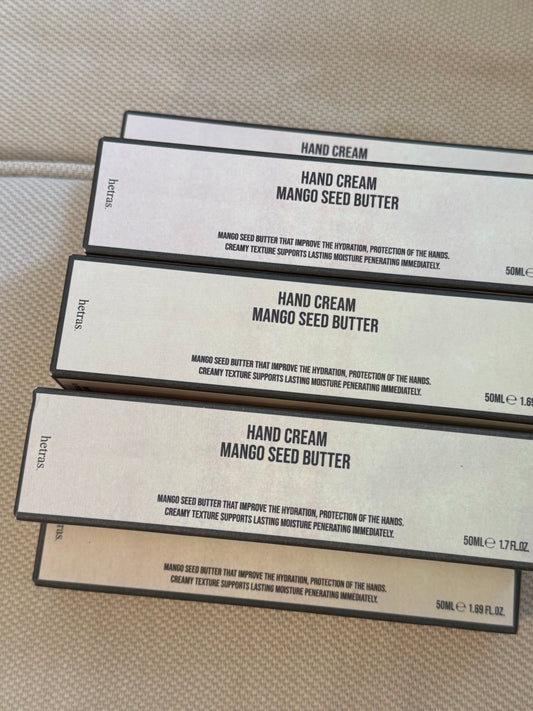 HAND CREAM
hetras.
HAND CREAM
MANGO SEED BUTTER
MANGO SEED BUTTER THAT IMPROVE THE HYDRATION, PROTECTION OF THE HANDS.
CREAMY TEXTURE SUPPORTS LASTING MOISTURE PENERATING IMMEDIATELY.
50ML℮
hetras.
HAND CREAM
MANGO SEED BUTTER
MANGO SEED BUTTER THAT IMPROVE THE HYDRATION, PROTECTION OF THE HANDS.
CREAMY TEXTURE SUPPORTS LASTING MOISTURE PENERATING IMMEDIATELY.
50ML℮ 1.69
hetras.
HAND CREAM
MANGO SEED BUTTER
MANGO SEED BUTTER THAT IMPROVE THE HYDRATION, PROTECTION OF THE HANDS.
CREAMY TEXTURE SUPPORTS LASTING MOISTURE PENERATING IMMEDIATELY.
50ML℮ 1.7 FL.OZ.
ras.
MANGO SEED BUTTER THAT IMPROVE THE HYDRATION, PROTECTION OF THE HANDS.
CREAMY TEXTURE SUPPORTS LASTING MOISTURE PENERATING IMMEDIATELY.
50ML℮ 1.69 FL.OZ.